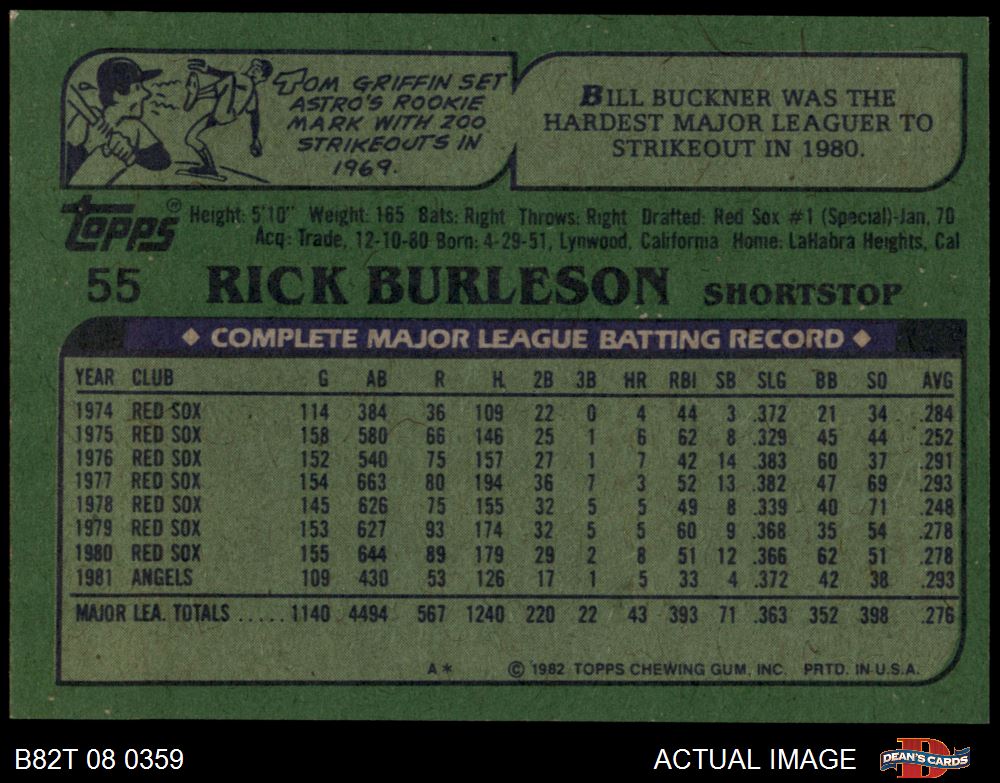 TOM GRIFFIN SET
ASTRO'S ROOKIE
MARK WITH 200
STRIKEOUTS IN
1969.
BILL BUCKNER WAS THE
HARDEST MAJOR LEAGUER TO
STRIKEOUT IN 1980.
Topps® Height: 5'10" Weight: 165 Bats: Right Throws: Right Drafted: Red Sox #1 (Special)-Jan, 70
Acq: Trade, 12-10-80 Born: 4-29-51, Lynwood, California Home: LaHabra Heights, Cal
55 RICK BURLESON SHORTSTOP
◆ COMPLETE MAJOR LEAGUE BATTING RECORD ◆
YEAR CLUB G AB R H 2B 3B HR RBI SB SLG BB SO AVG
1974 RED SOX 114 384 36 109 22 0 4 44 3 .372 21 34 .284
1975 RED SOX 158 580 66 146 25 1 6 62 8 .329 45 44 .252
1976 RED SOX 152 540 75 157 27 1 7 42 14 .383 60 37 .291
1977 RED SOX 154 663 80 194 36 7 3 52 13 .382 47 69 .293
1978 RED SOX 145 626 75 155 32 5 5 49 8 .339 40 71 .248
1979 RED SOX 153 627 93 174 32 5 5 60 9 .368 35 54 .278
1980 RED SOX 155 644 89 179 29 2 8 51 12 .366 62 51 .278
1981 ANGELS 109 430 53 126 17 1 5 33 4 .372 42 38 .293
MAJOR LEA. TOTALS ..... 1140 4494 567 1240 220 22 43 393 71 .363 352 398 .276
A* © 1982 TOPPS CHEWING GUM, INC. PRTD. IN U.S.A.
B82T 08 0359 ACTUAL IMAGE DEAN'S CARDS